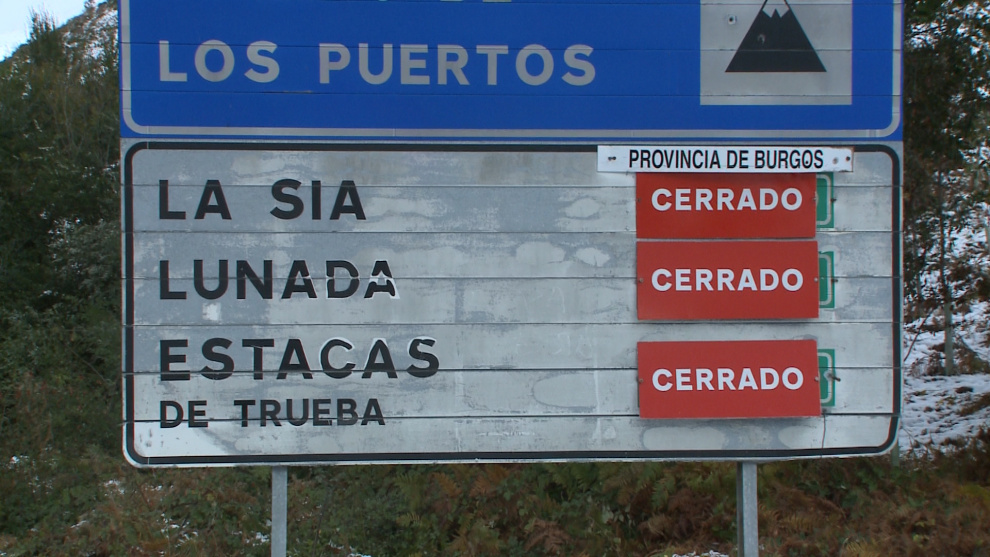 LOS PUERTOS
PROVINCIA DE BURGOS
LA SIA CERRADO
LUNADA CERRADO
ESTACAS CERRADO
DE TRUEBA